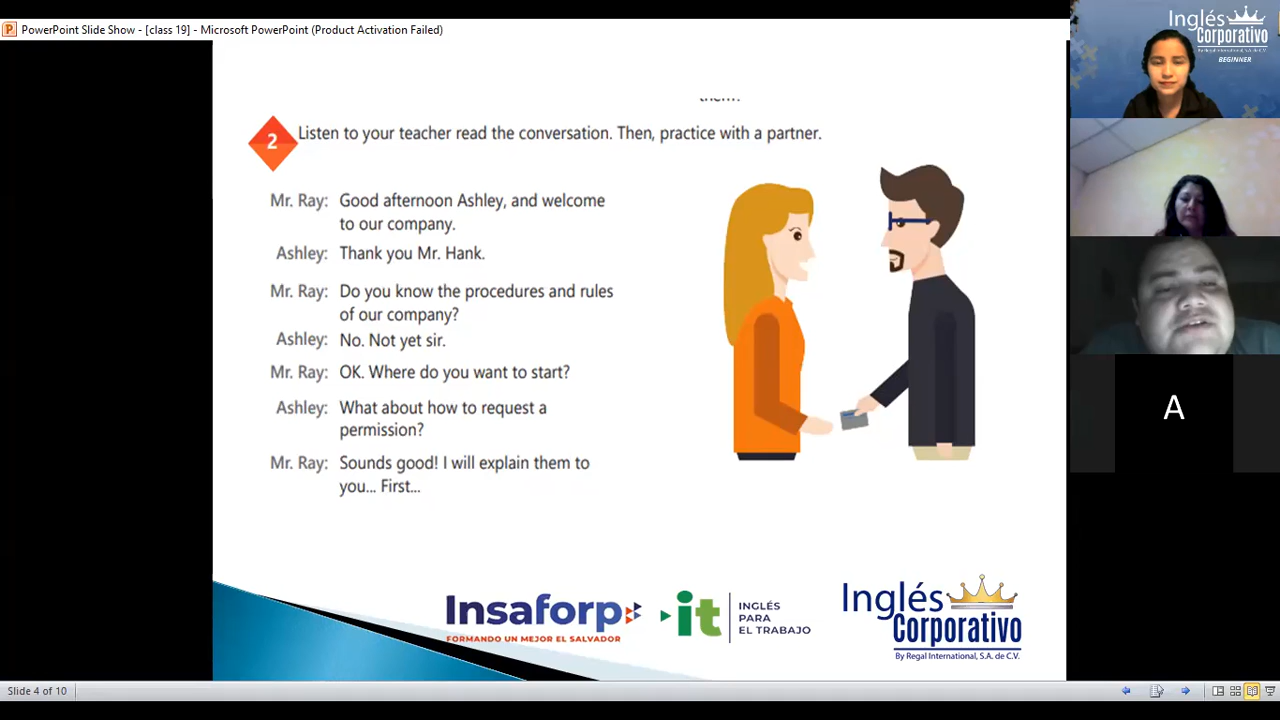 PowerPoint Slide Show - [class 19] - Microsoft PowerPoint (Product Activation Failed)
Inglés
Corporativo
By Regal International, S.A. de C.V.
BEGINNER
them?
2
Listen to your teacher read the conversation. Then, practice with a partner.
Mr. Ray: Good afternoon Ashley, and welcome
to our company.
Ashley: Thank you Mr. Hank.
Mr. Ray: Do you know the procedures and rules
of our company?
Ashley: No. Not yet sir.
Mr. Ray: OK. Where do you want to start?
Ashley: What about how to request a
permission?
Mr. Ray: Sounds good! I will explain them to
you... First...
A
Insaforp
FORMANDO UN MEJOR EL SALVADOR
it
INGLÉS
PARA
EL TRABAJO
Inglés
Corporativo
By Regal International, S.A. de C.V.
Slide 4 of 10